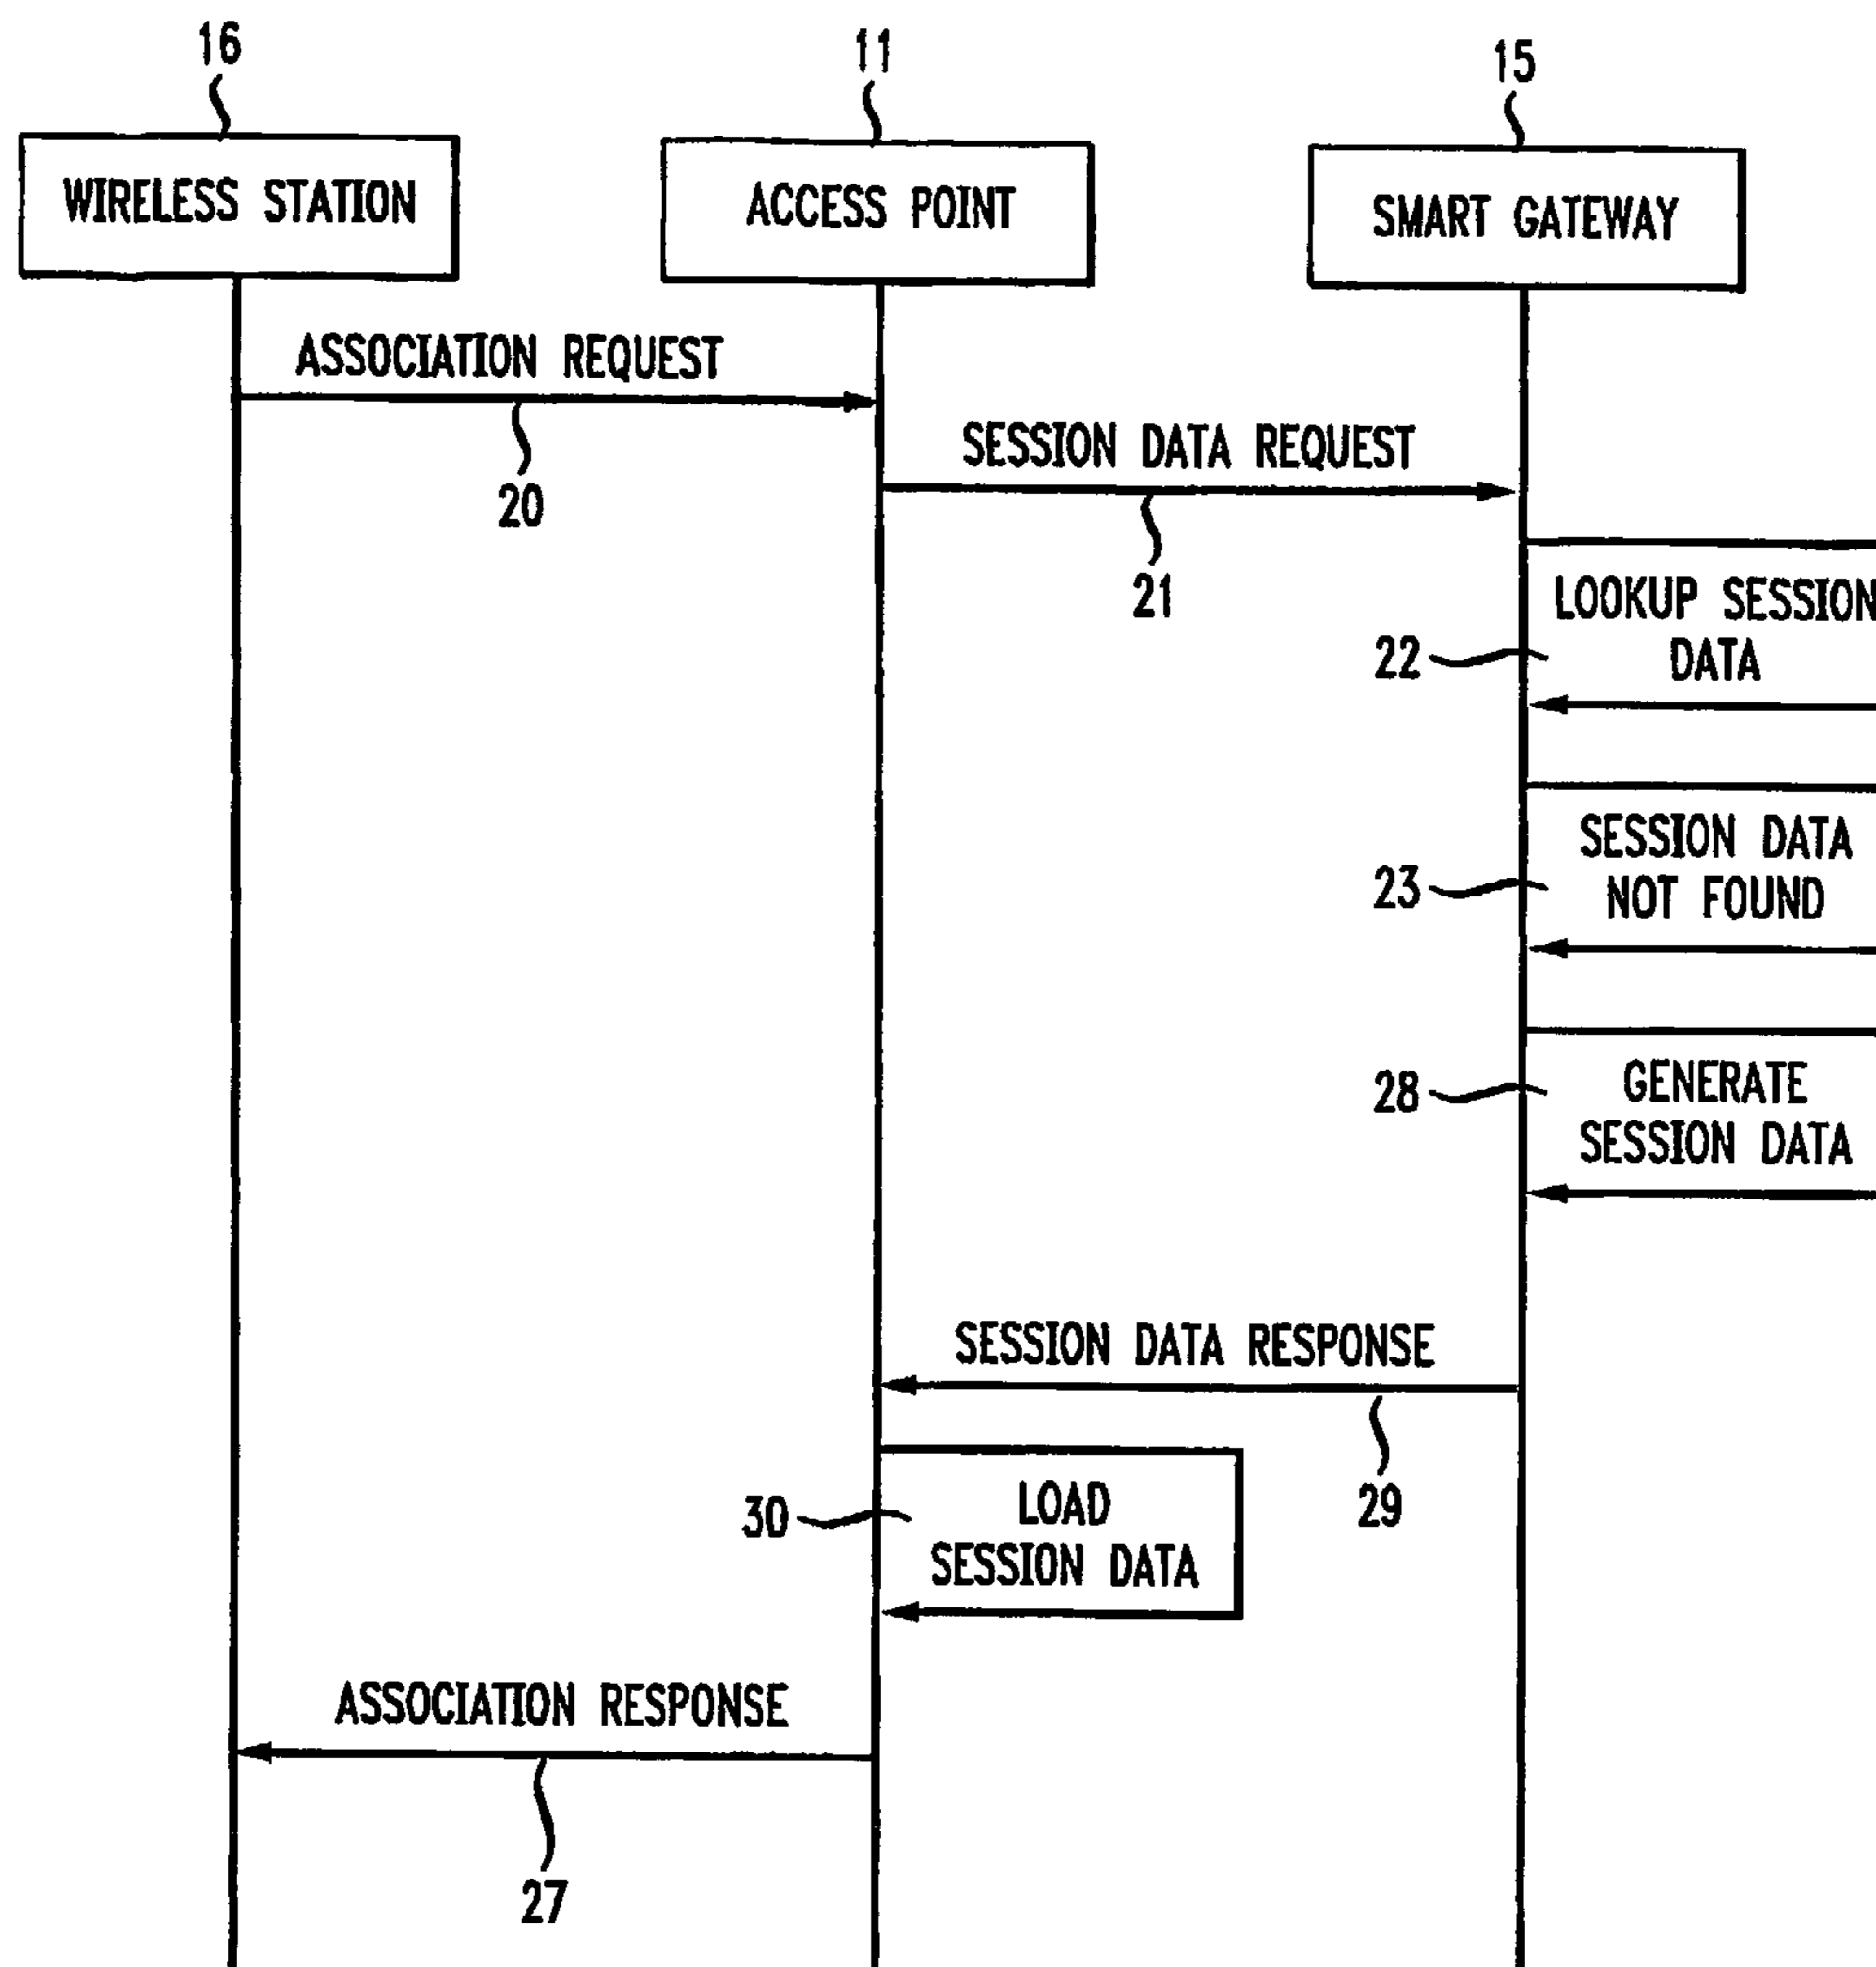 16
11
15
WIRELESS STATION
ACCESS POINT
SMART GATEWAY
ASSOCIATION REQUEST
20
SESSION DATA REQUEST
21
LOOKUP SESSION
DATA
22
SESSION DATA
NOT FOUND
23
GENERATE
SESSION DATA
28
SESSION DATA RESPONSE
29
LOAD
SESSION DATA
30
ASSOCIATION RESPONSE
27